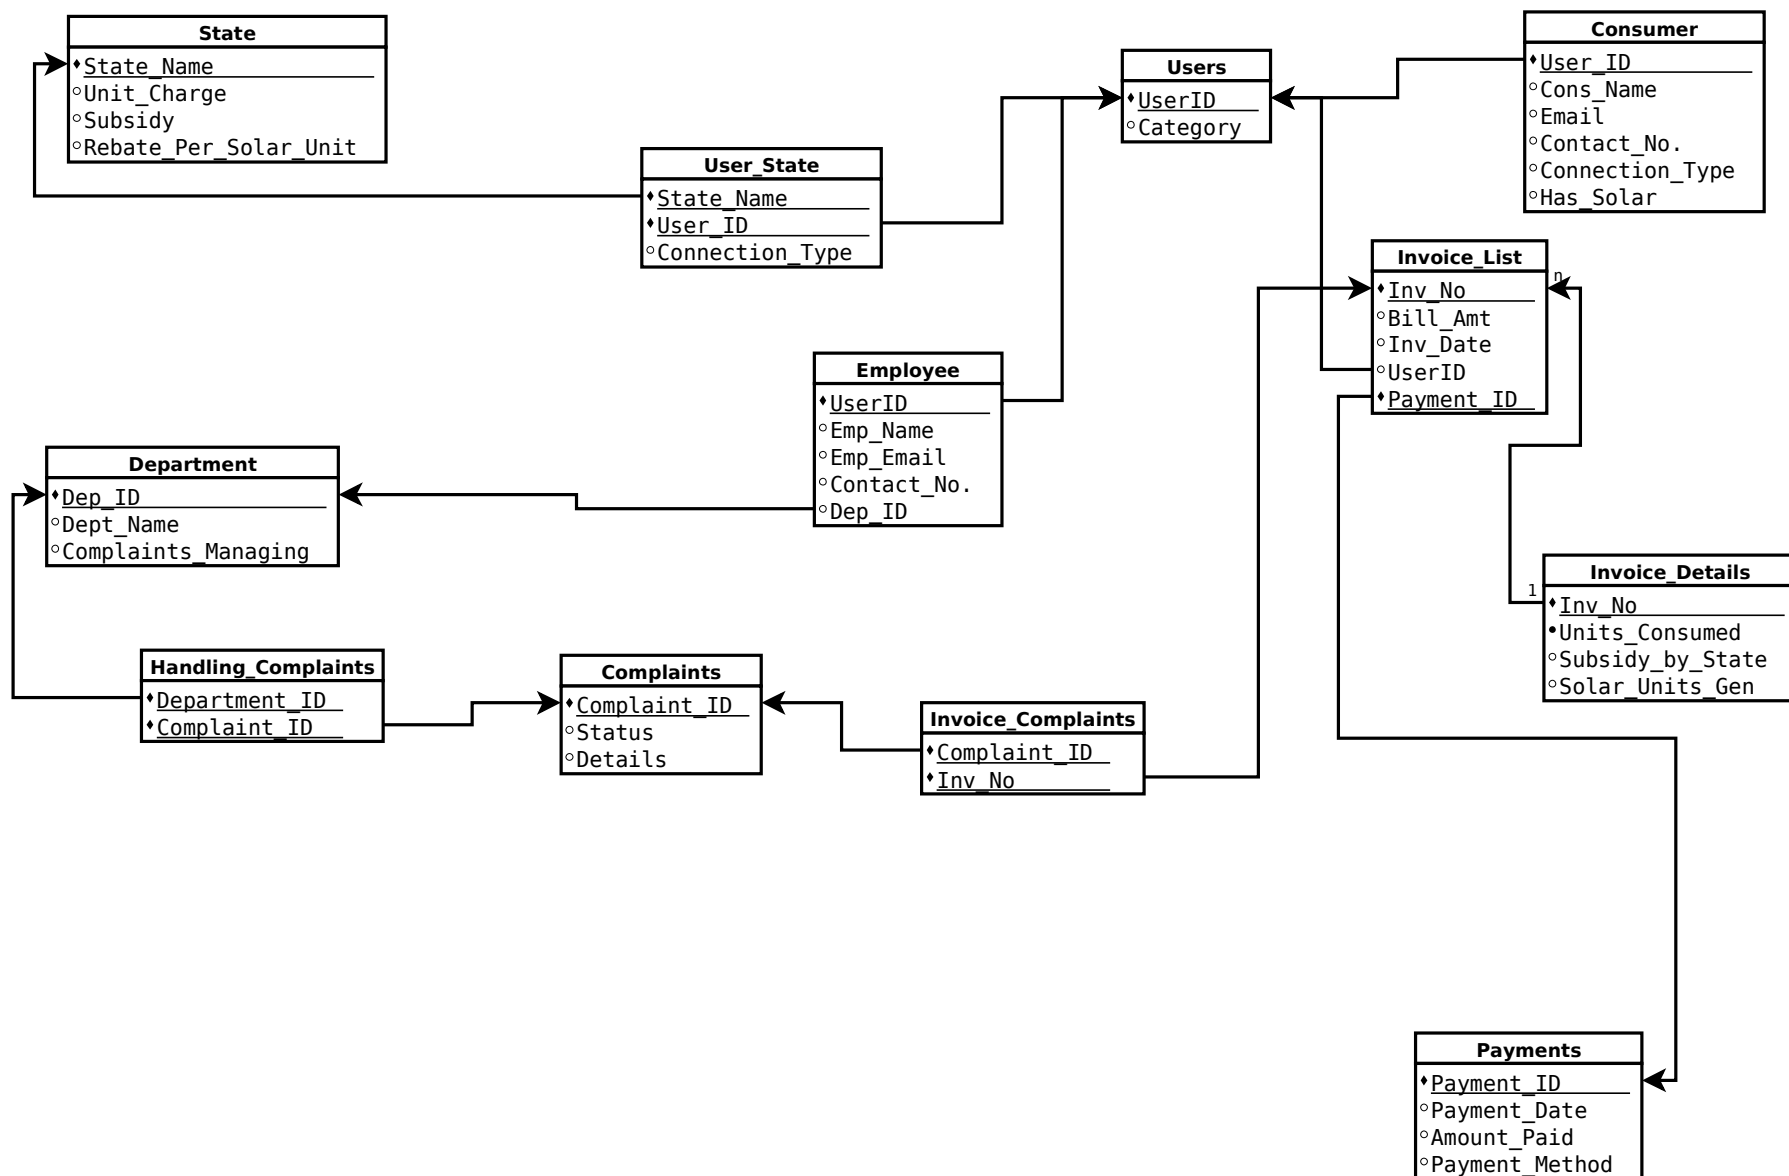 State
State_Name
Unit_Charge
Subsidy
Rebate_Per_Solar_Unit
Users
UserID
Category
Consumer
User_ID
Cons_Name
Email
Contact_No.
Connection_Type
Has_Solar
User_State
State_Name
User_ID
Connection_Type
Invoice_List
n
Inv_No
Bill_Amt
Inv_Date
UserID
Payment_ID
Employee
UserID
Emp_Name
Emp_Email
Contact_No.
Dep_ID
Department
Dep_ID
Dept_Name
Complaints_Managing
Invoice_Details
1
Inv_No
Units_Consumed
Subsidy_by_State
Solar_Units_Gen
Handling_Complaints
Department_ID
Complaint_ID
Complaints
Complaint_ID
Status
Details
Invoice_Complaints
Complaint_ID
Inv_No
Payments
Payment_ID
Payment_Date
Amount_Paid
Payment_Method